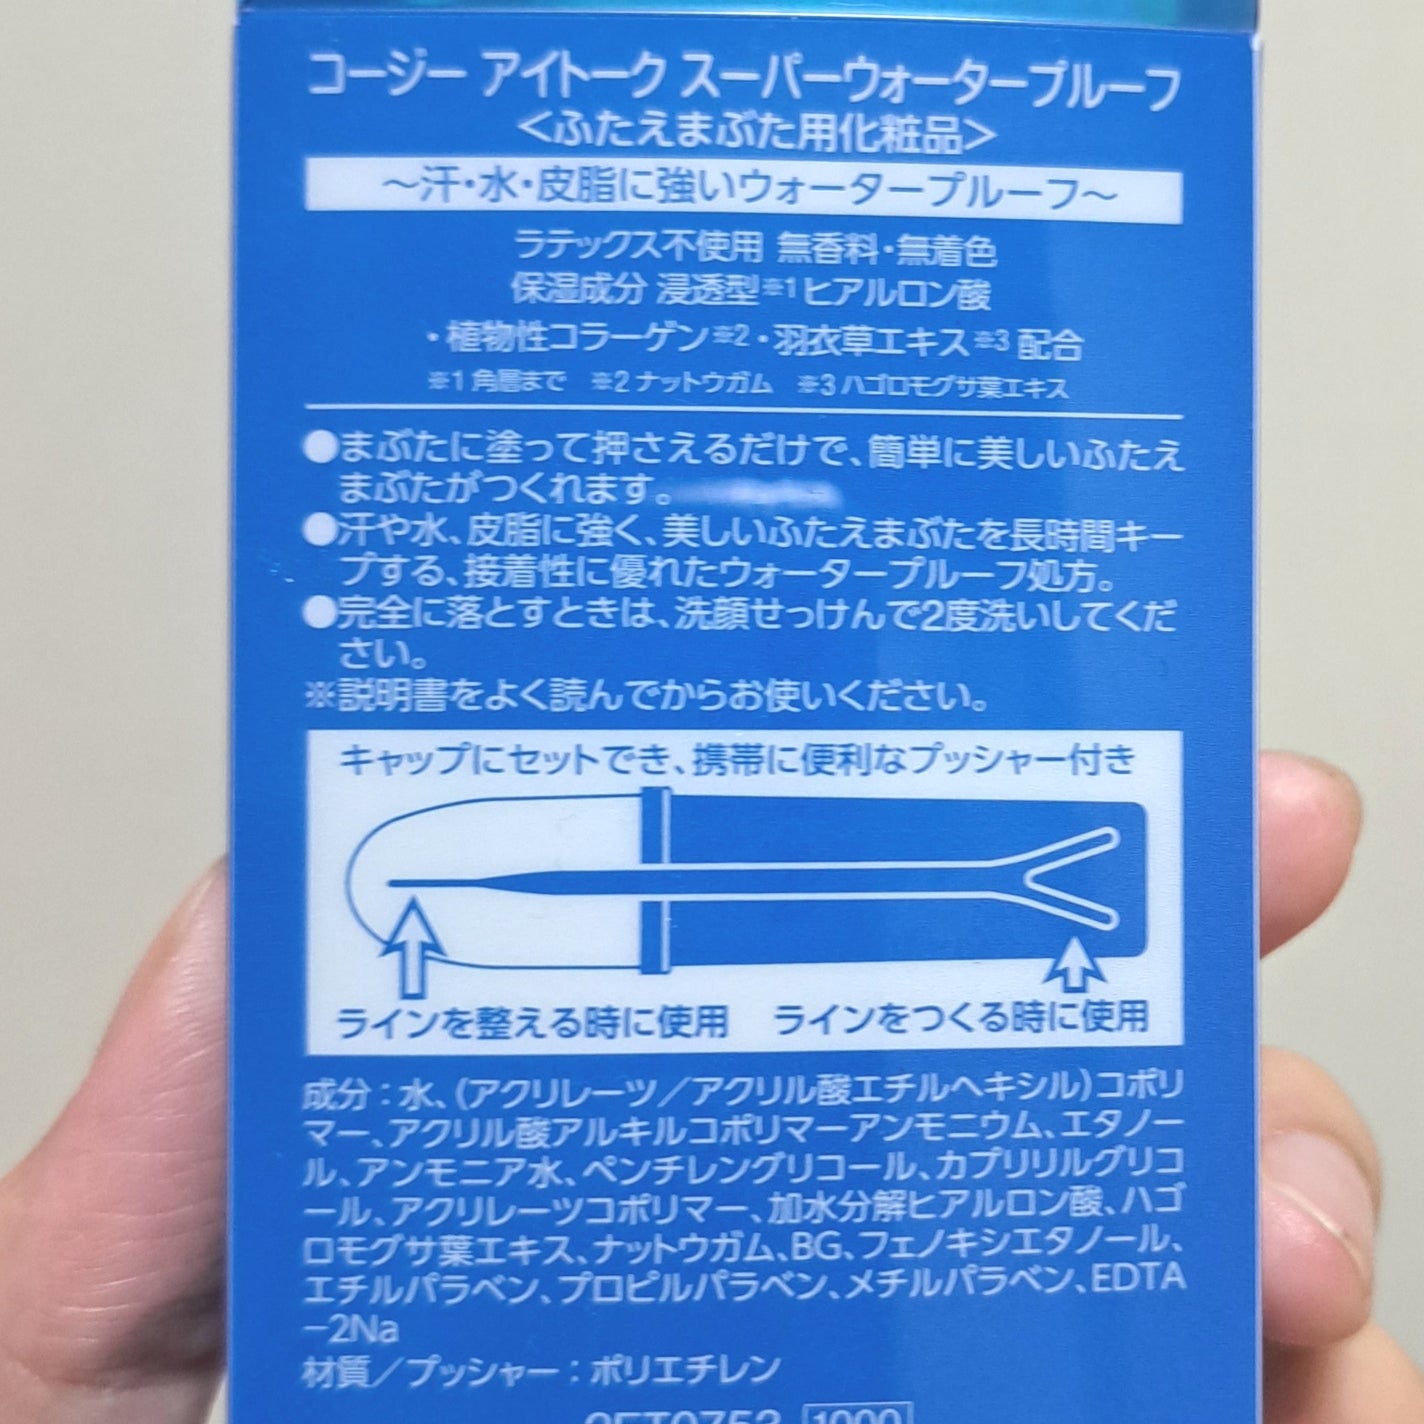 コージー アイトーク スーパーウォータープルーフ
<ふたえまぶた用化粧品>
～汗・水・皮脂に強いウォータープルーフ～
ラテックス不使用 無香料・無着色
保湿成分 浸透型※1ヒアルロン酸
・植物性コラーゲン※2・羽衣草エキス※3 配合
※1 角層まで ※2 ナットウガム ※3 ハゴロモグサ葉エキス
●まぶたに塗って押さえるだけで、簡単に美しいふたえ
まぶたがつくれます。
●汗や水、皮脂に強く、美しいふたえまぶたを長時間キー
プする、接着性に優れたウォータープルーフ処方。
●完全に落とすときは、洗顔せっけんで2度洗いしてくだ
さい。
※説明書をよく読んでからお使いください。
キャップにセットでき、携帯に便利なプッシャー付き
ラインを整える時に使用 ラインをつくる時に使用
成分：水、(アクリレーツ／アクリル酸エチルヘキシル)コポリ
マー、アクリル酸アルキルコポリマーアンモニウム、エタノー
ル、アンモニア水、ペンチレングリコール、カプリリルグリコ
ール、アクリレーツコポリマー、加水分解ヒアルロン酸、ハゴ
ロモグサ葉エキス、ナットウガム、BG、フェノキシエタノール、
エチルパラベン、プロピルパラベン、メチルパラベン、EDTA
－2Na
材質／プッシャー：ポリエチレン